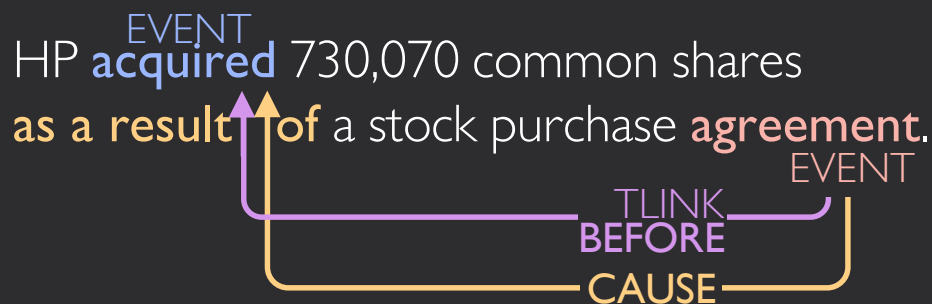 EVENT
HP acquired 730,070 common shares
as a result of a stock purchase agreement.
EVENT
TLINK
BEFORE
CAUSE